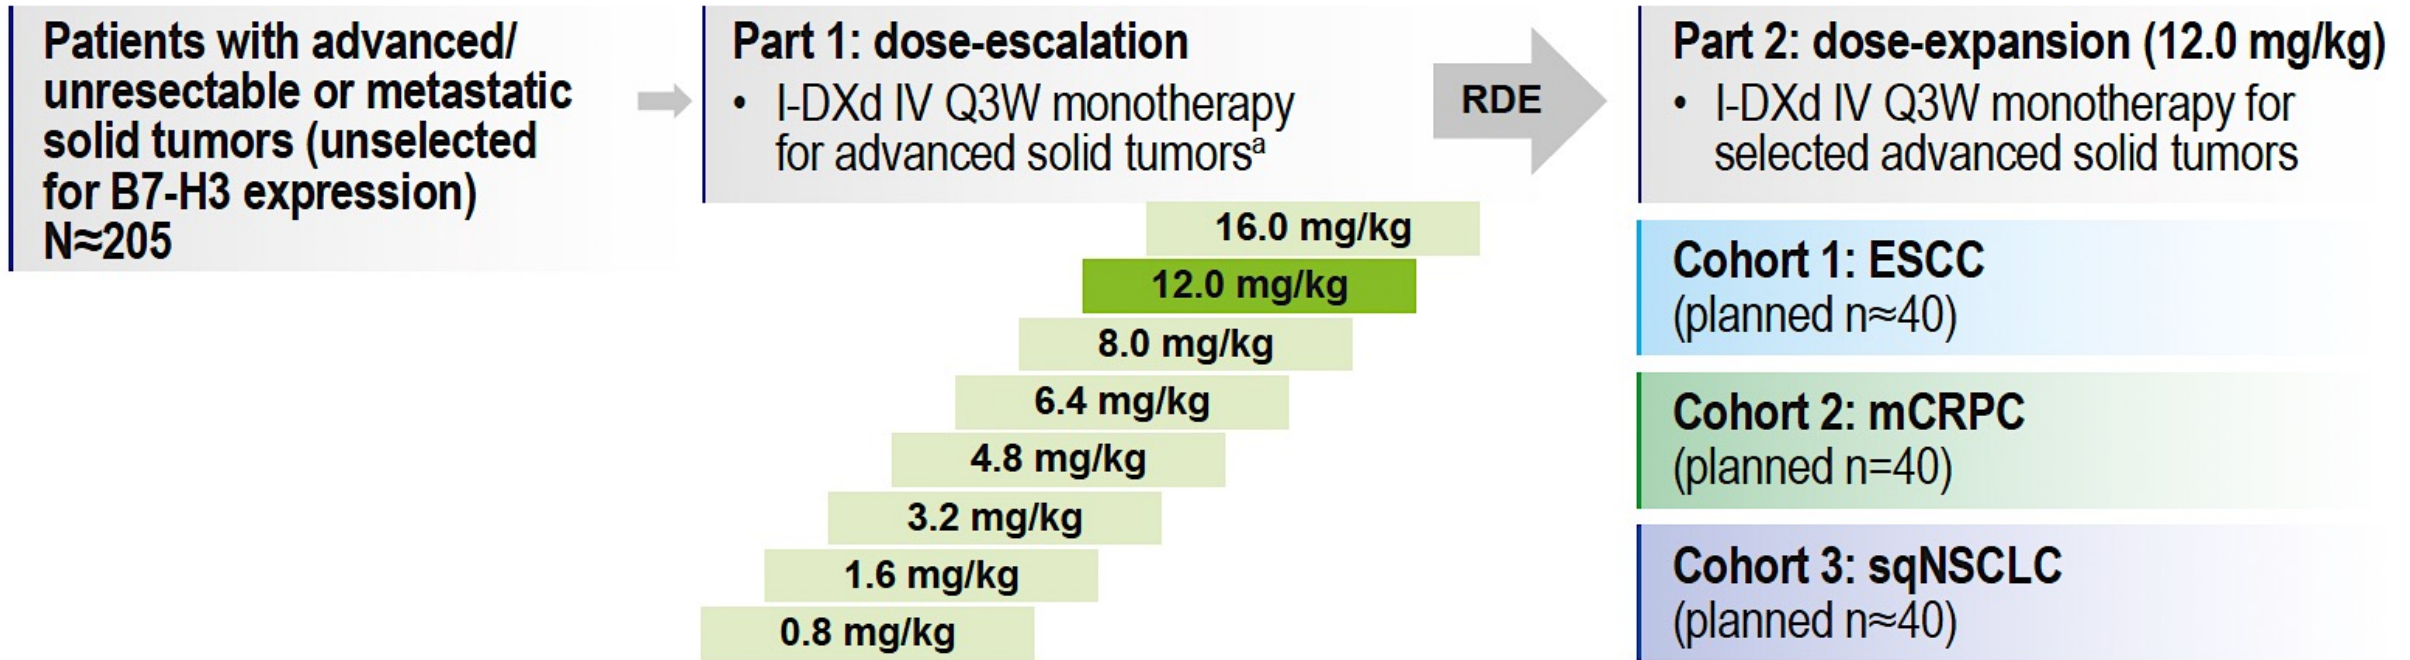 Patients with advanced/
unresectable or metastatic
solid tumors (unselected
for B7-H3 expression)
N≈205
Part 1: dose-escalation
• I-DXd IV Q3W monotherapy
for advanced solid tumorsᵃ
16.0 mg/kg
12.0 mg/kg
8.0 mg/kg
6.4 mg/kg
4.8 mg/kg
3.2 mg/kg
1.6 mg/kg
0.8 mg/kg
RDE
Part 2: dose-expansion (12.0 mg/kg)
• I-DXd IV Q3W monotherapy for
selected advanced solid tumors
Cohort 1: ESCC
(planned n≈40)
Cohort 2: mCRPC
(planned n=40)
Cohort 3: sqNSCLC
(planned n≈40)